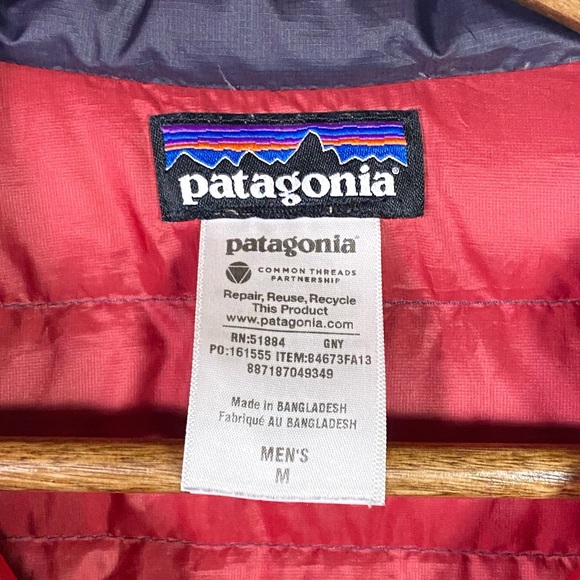 patagonia®
patagonia®
COMMON THREADS
PARTNERSHIP
Repair, Reuse, Recycle
This Product
www.patagonia.com
RN:51884 GNY
PO:161555 ITEM:84673FA13
887187049349
Made in BANGLADESH
Fabriqué AU BANGLADESH
MEN'S
M